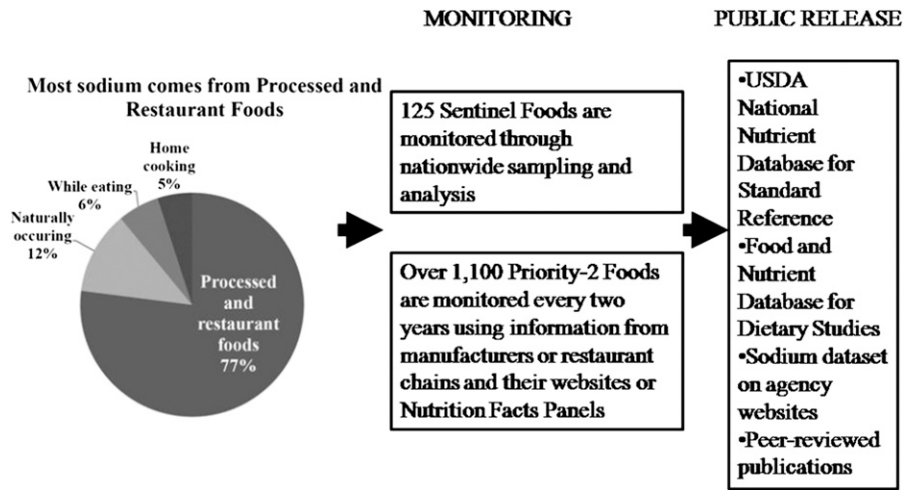 MONITORING
PUBLIC RELEASE
Most sodium comes from Processed and
Restaurant Foods
Home
cooking
5%
While eating
6%
Naturally
occuring
12%
Processed
and
restaurant
foods
77%
125 Sentinel Foods are
monitored through
nationwide sampling and
analysis
Over 1,100 Priority-2 Foods
are monitored every two
years using information from
manufacturers or restaurant
chains and their websites or
Nutrition Facts Panels
•USDA
National
Nutrient
Database for
Standard
Reference
•Food and
Nutrient
Database for
Dietary Studies
•Sodium dataset
on agency
websites
•Peer-reviewed
publications